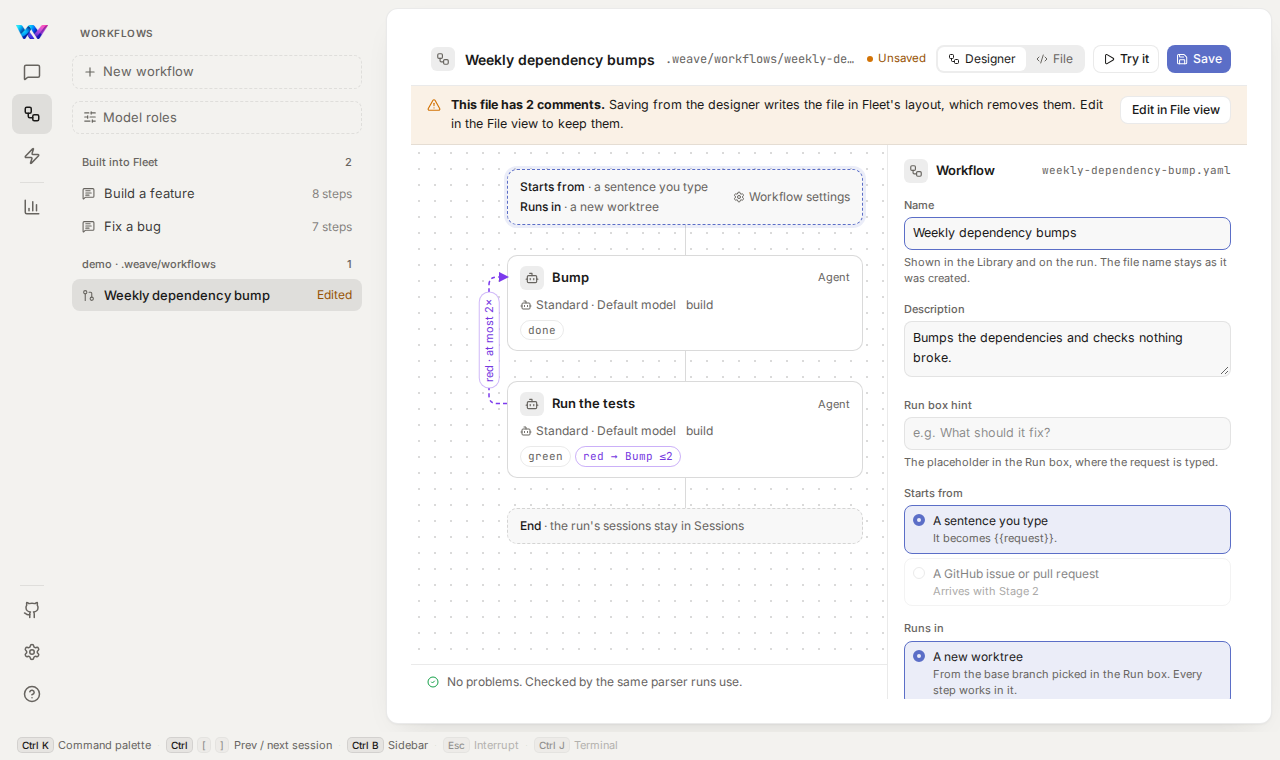 WORKFLOWS
New workflow
Model roles
Built into Fleet 2
Build a feature 8 steps
Fix a bug 7 steps
demo · .weave/workflows 1
Weekly dependency bump Edited
Weekly dependency bumps .weave/workflows/weekly-de… Unsaved Designer File Try it Save
This file has 2 comments. Saving from the designer writes the file in Fleet's layout, which removes them. Edit
in the File view to keep them.
Edit in File view
Starts from · a sentence you type
Runs in · a new worktree
Workflow settings
Bump Agent
Standard · Default model build
done
red · at most 2×
Run the tests Agent
Standard · Default model build
green red → Bump ≤2
End · the run's sessions stay in Sessions
No problems. Checked by the same parser runs use.
Workflow weekly-dependency-bump.yaml
Name
Weekly dependency bumps
Shown in the Library and on the run. The file name stays as it
was created.
Description
Bumps the dependencies and checks nothing
broke.
Run box hint
e.g. What should it fix?
The placeholder in the Run box, where the request is typed.
Starts from
A sentence you type
It becomes {{request}}.
A GitHub issue or pull request
Arrives with Stage 2
Runs in
A new worktree
From the base branch picked in the Run box. Every
step works in it.
Ctrl K Command palette Ctrl [ ] Prev / next session Ctrl B Sidebar Esc Interrupt Ctrl J Terminal